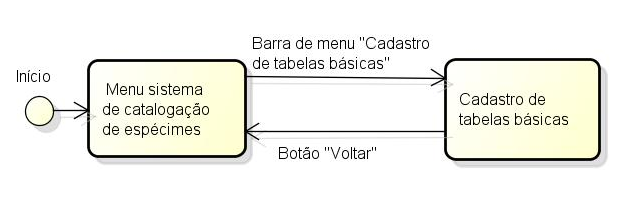 Início
Menu sistema
de catalogação
de espécimes
Barra de menu "Cadastro
de tabelas básicas"
Cadastro de
tabelas básicas
Botão "Voltar"